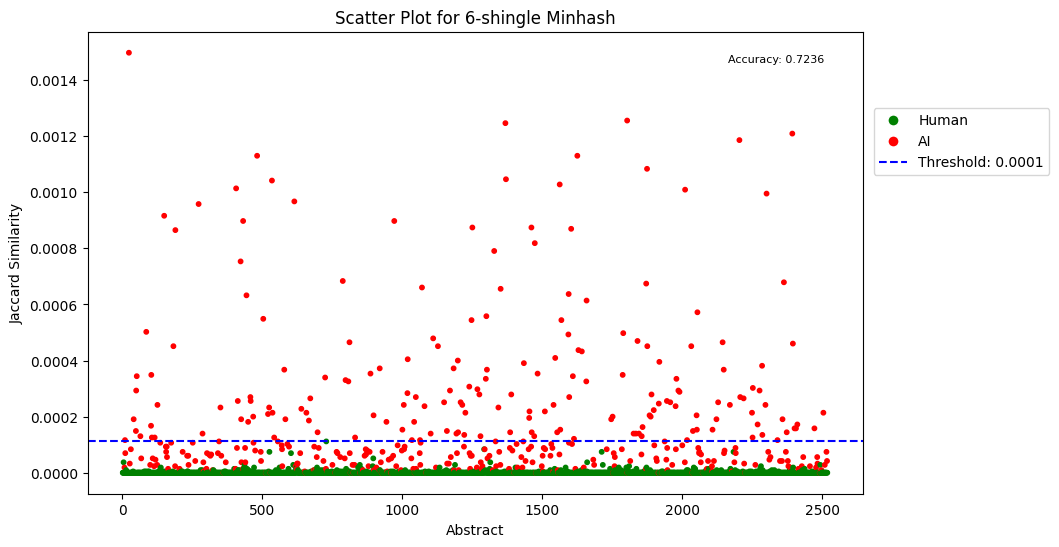 Scatter Plot for 6-shingle Minhash
Accuracy: 0.7236
0.0014
0.0012
0.0010
0.0008
0.0006
0.0004
0.0002
0.0000
Jaccard Similarity
0
500
1000
1500
2000
2500
Abstract
Human
AI
Threshold: 0.0001